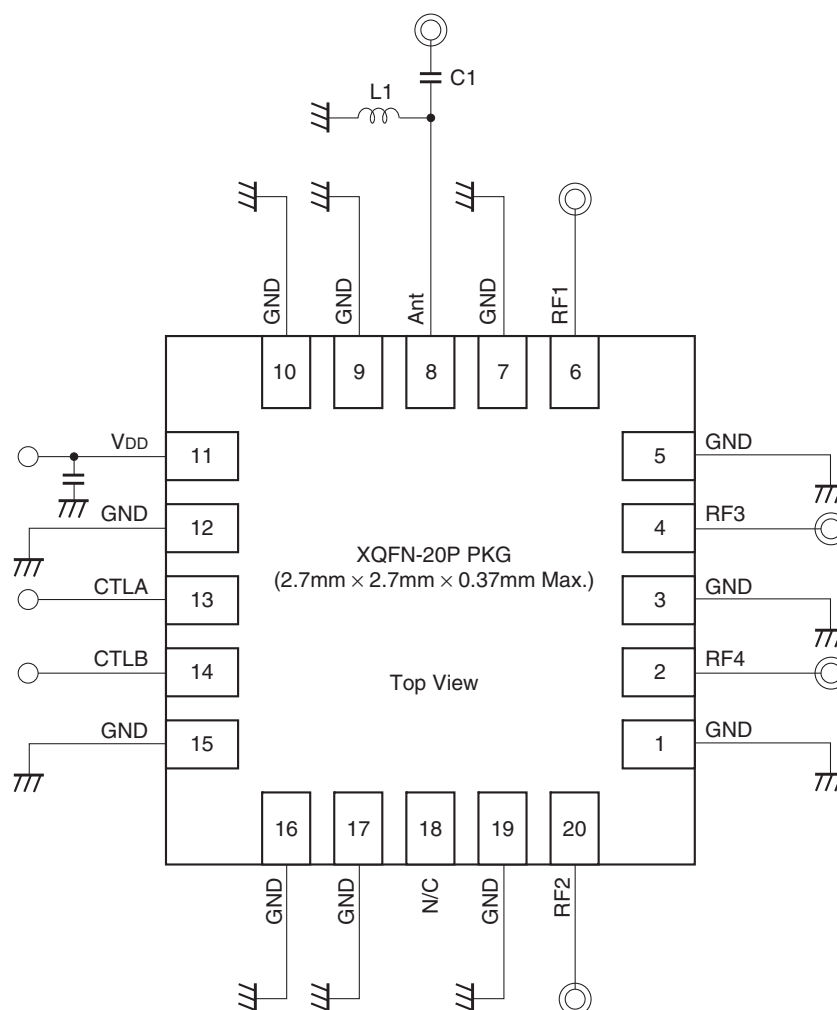 C1
L1
GND
GND
Ant
GND
RF1
10
9
8
7
6
VDD
11
5
GND
GND
12
4
RF3
XQFN-20P PKG
(2.7mm × 2.7mm × 0.37mm Max.)
CTLA
13
3
GND
CTLB
14
2
RF4
Top View
GND
15
1
GND
16
17
18
19
20
GND
GND
N/C
GND
RF2